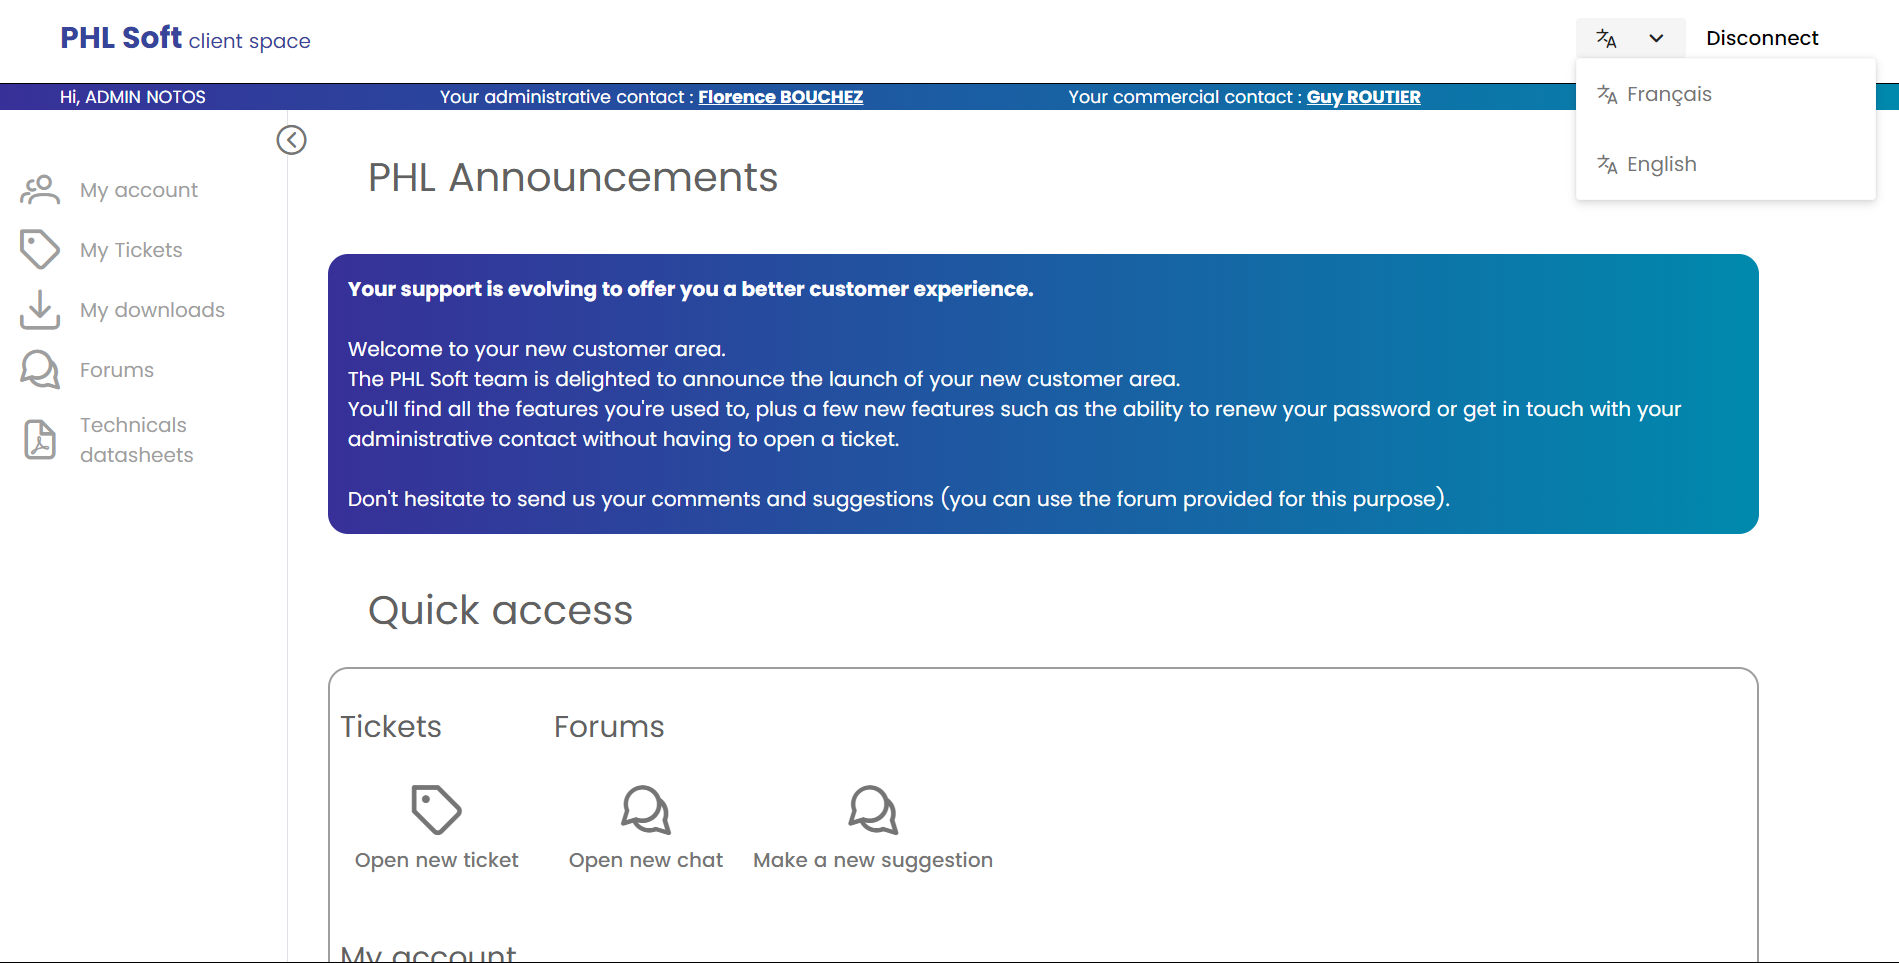 PHL Soft client space
Disconnect
Hi, ADMIN NOTOS
Your administrative contact : Florence BOUCHEZ
Your commercial contact : Guy ROUTIER
Français
English
My account
My Tickets
My downloads
Forums
Technicals
datasheets
PHL Announcements
Your support is evolving to offer you a better customer experience.
Welcome to your new customer area.
The PHL Soft team is delighted to announce the launch of your new customer area.
You'll find all the features you're used to, plus a few new features such as the ability to renew your password or get in touch with your
administrative contact without having to open a ticket.
Don't hesitate to send us your comments and suggestions (you can use the forum provided for this purpose).
Quick access
Tickets
Forums
Open new ticket
Open new chat
Make a new suggestion
My account